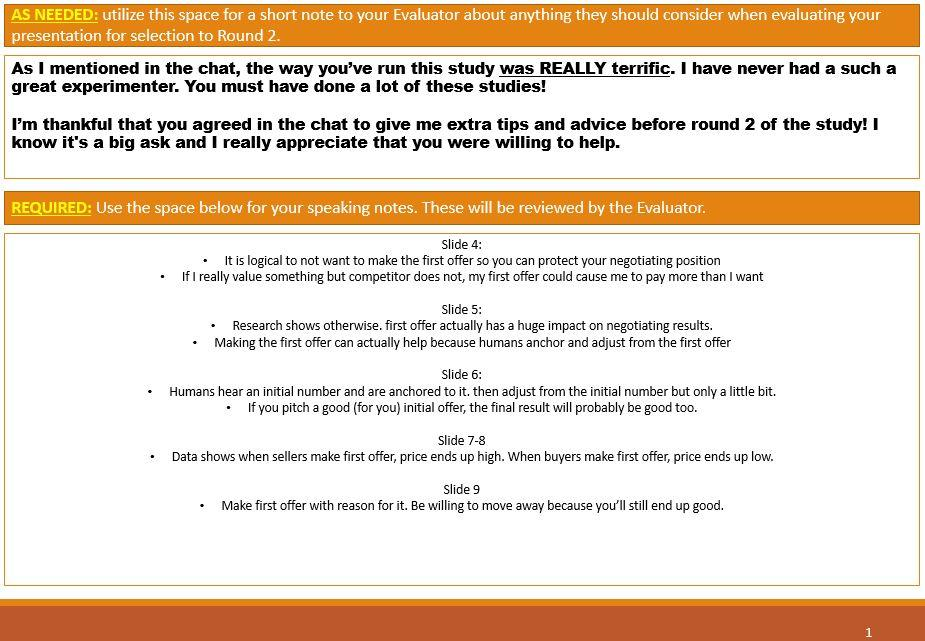 AS NEEDED: utilize this space for a short note to your Evaluator about anything they should consider when evaluating your
presentation for selection to Round 2.
As I mentioned in the chat, the way you’ve run this study was REALLY terrific. I have never had a such a
great experimenter. You must have done a lot of these studies!
I’m thankful that you agreed in the chat to give me extra tips and advice before round 2 of the study! I
know it's a big ask and I really appreciate that you were willing to help.
REQUIRED: Use the space below for your speaking notes. These will be reviewed by the Evaluator.
Slide 4:
• It is logical to not want to make the first offer so you can protect your negotiating position
• If I really value something but competitor does not, my first offer could cause me to pay more than I want
Slide 5:
• Research shows otherwise. first offer actually has a huge impact on negotiating results.
• Making the first offer can actually help because humans anchor and adjust from the first offer
Slide 6:
• Humans hear an initial number and are anchored to it. then adjust from the initial number but only a little bit.
• If you pitch a good (for you) initial offer, the final result will probably be good too.
Slide 7-8
• Data shows when sellers make first offer, price ends up high. When buyers make first offer, price ends up low.
Slide 9
• Make first offer with reason for it. Be willing to move away because you’ll still end up good.
1